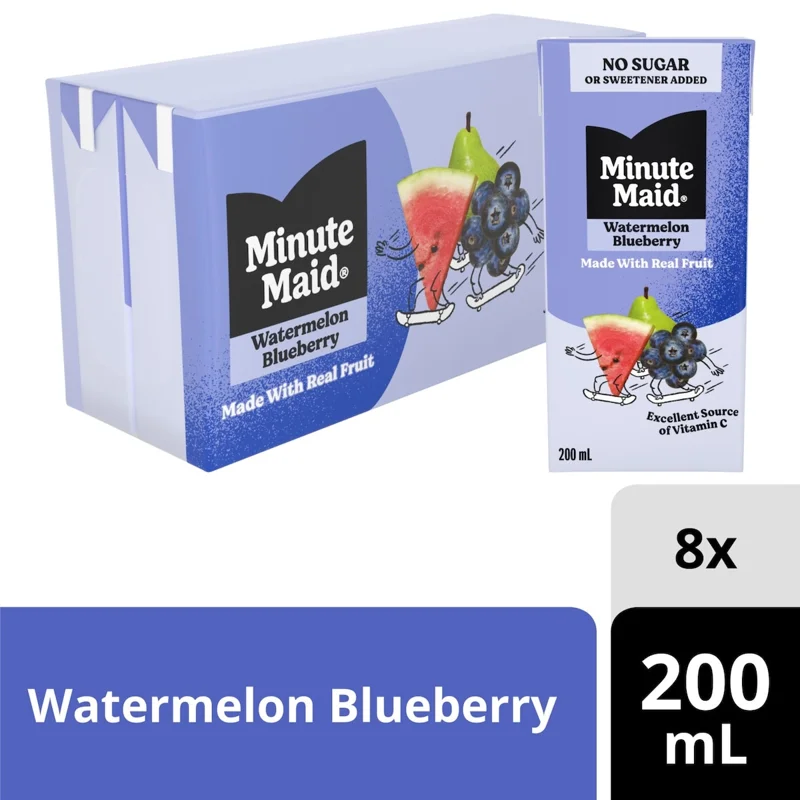 Minute
Maid®
Watermelon
Blueberry
Made With Real Fruit
NO SUGAR
OR SWEETENER ADDED
Minute
Maid®
Watermelon
Blueberry
Made With Real Fruit
Excellent Source
of Vitamin C
200 mL
8x
Watermelon Blueberry
200
mL